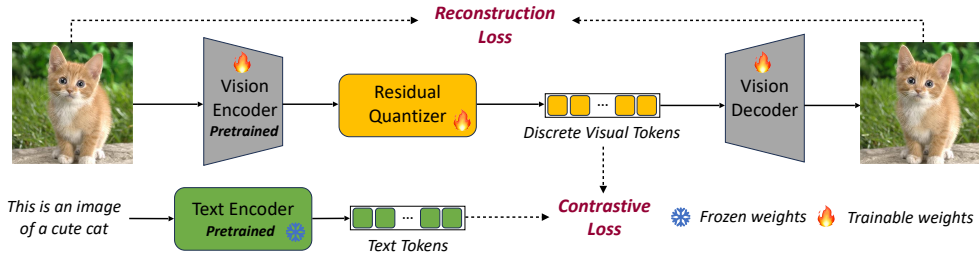 Reconstruction
Loss
Vision
Encoder
Pretrained
Residual
Quantizer
...
Discrete Visual Tokens
Vision
Decoder
This is an image
of a cute cat
Text Encoder
Pretrained
...
Text Tokens
Contrastive
Loss
Frozen weights
Trainable weights